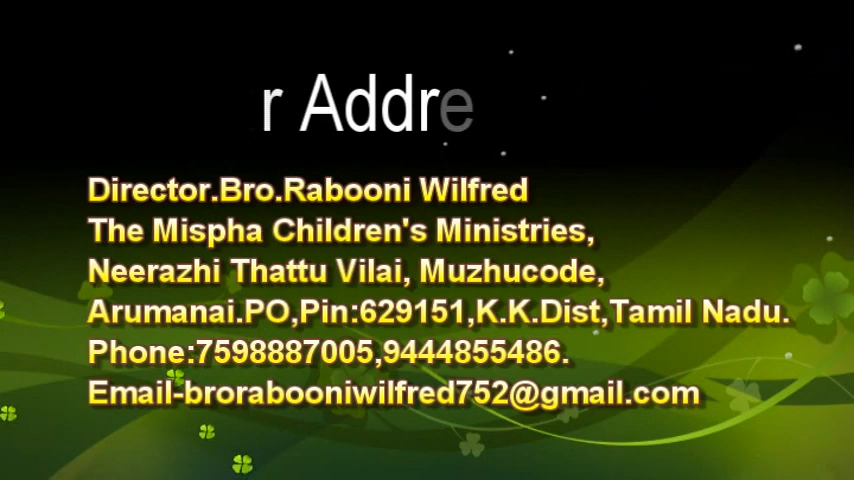 r Addre
Director.Bro.Rabooni Wilfred
The Mispha Children's Ministries,
Neerazhi Thattu Vilai, Muzhucode,
Arumanai.PO,Pin:629151,K.K.Dist,Tamil Nadu.
Phone:7598887005,9444855486.
Email-brorabooniwilfred752@gmail.com